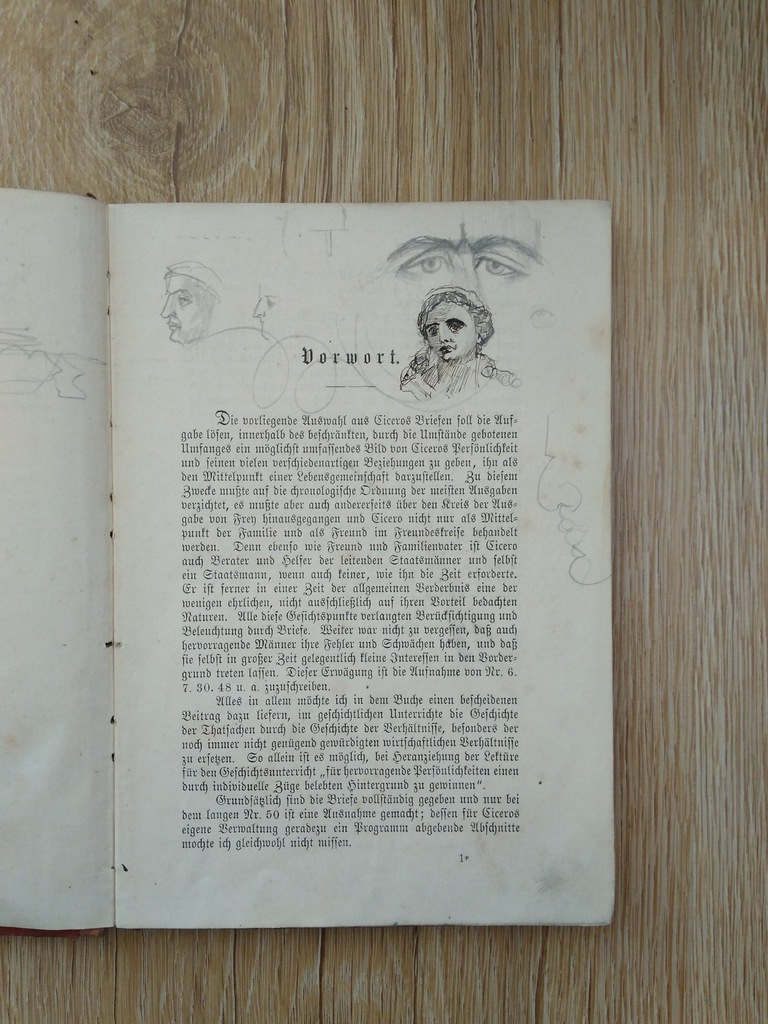 Vorwort.
Die vorliegende Auswahl aus Ciceros Briefen soll die Auf-
gabe lösen, innerhalb des beschränkten, durch die Umstände gebotenen
Umfanges ein möglichst umfassendes Bild von Ciceros Persönlichkeit
und seinen vielen verschiedenartigen Beziehungen zu geben, ihn als
den Mittelpunkt einer Lebensgemeinschaft darzustellen. Zu diesem
Zwecke mußte auf die chronologische Ordnung der meisten Ausgaben
verzichtet, es mußte aber auch andererseits über den Kreis der Aus-
gabe von Frey hinausgegangen und Cicero nicht nur als Mittel-
punkt der Familie und als Freund im Freundeskreise behandelt
werden. Denn ebenso wie Freund und Familienvater ist Cicero
auch Berater und Helfer der leitenden Staatsmänner und selbst
ein Staatsmann, wenn auch keiner, wie ihn die Zeit erforderte.
Er ist ferner in einer Zeit der allgemeinen Verderbnis eine der
wenigen ehrlichen, nicht ausschließlich auf ihren Vorteil bedachten
Naturen. Alle diese Gesichtspunkte verlangten Berücksichtigung und
Beleuchtung durch Briefe. Weiter war nicht zu vergessen, daß auch
hervorragende Männer ihre Fehler und Schwächen haben, und daß
sie selbst in großer Zeit gelegentlich kleine Interessen in den Vorder-
grund treten lassen. Dieser Erwägung ist die Aufnahme von Nr. 6.
7. 30. 48 u. a. zuzuschreiben.
Alles in allem möchte ich in dem Buche einen bescheidenen
Beitrag dazu liefern, im geschichtlichen Unterrichte die Geschichte
der Thatsachen durch die Geschichte der Verhältnisse, besonders der
noch immer nicht genügend gewürdigten wirtschaftlichen Verhältnisse
zu ersetzen. So allein ist es möglich, bei Heranziehung der Lektüre
für den Geschichtsunterricht „für hervorragende Persönlichkeiten einen
durch individuelle Züge belebten Hintergrund zu gewinnen“.
Grundsätzlich sind die Briefe vollständig gegeben und nur bei
dem langen Nr. 50 ist eine Ausnahme gemacht; dessen für Ciceros
eigene Verwaltung geradezu ein Programm abgebende Abschnitte
mochte ich gleichwohl nicht missen.
1*